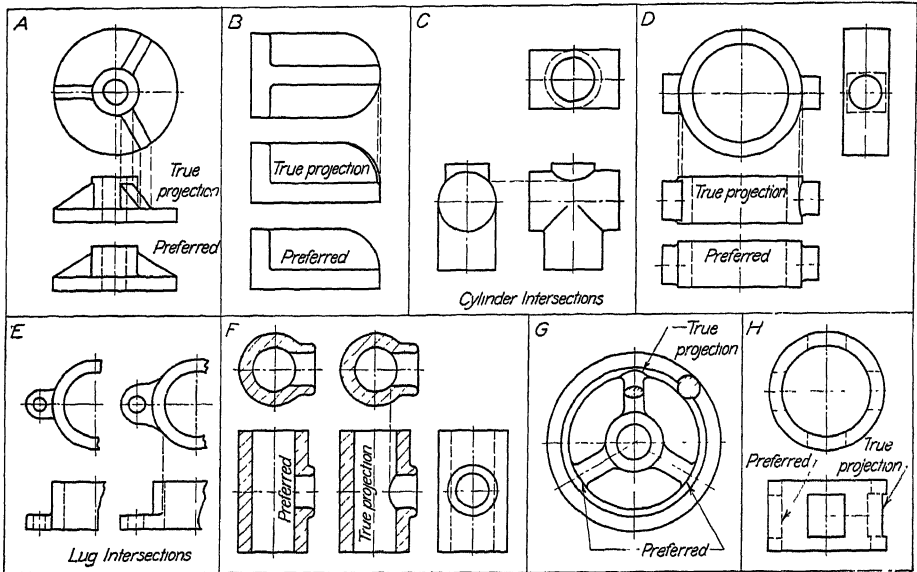 A
True
projection
Preferred
B
True projection
Preferred
C
Cylinder Intersections
D
True projection
Preferred
E
Lug Intersections
F
Preferred
True projection
G
True
projection
Preferred
H
Preferred
True
projection